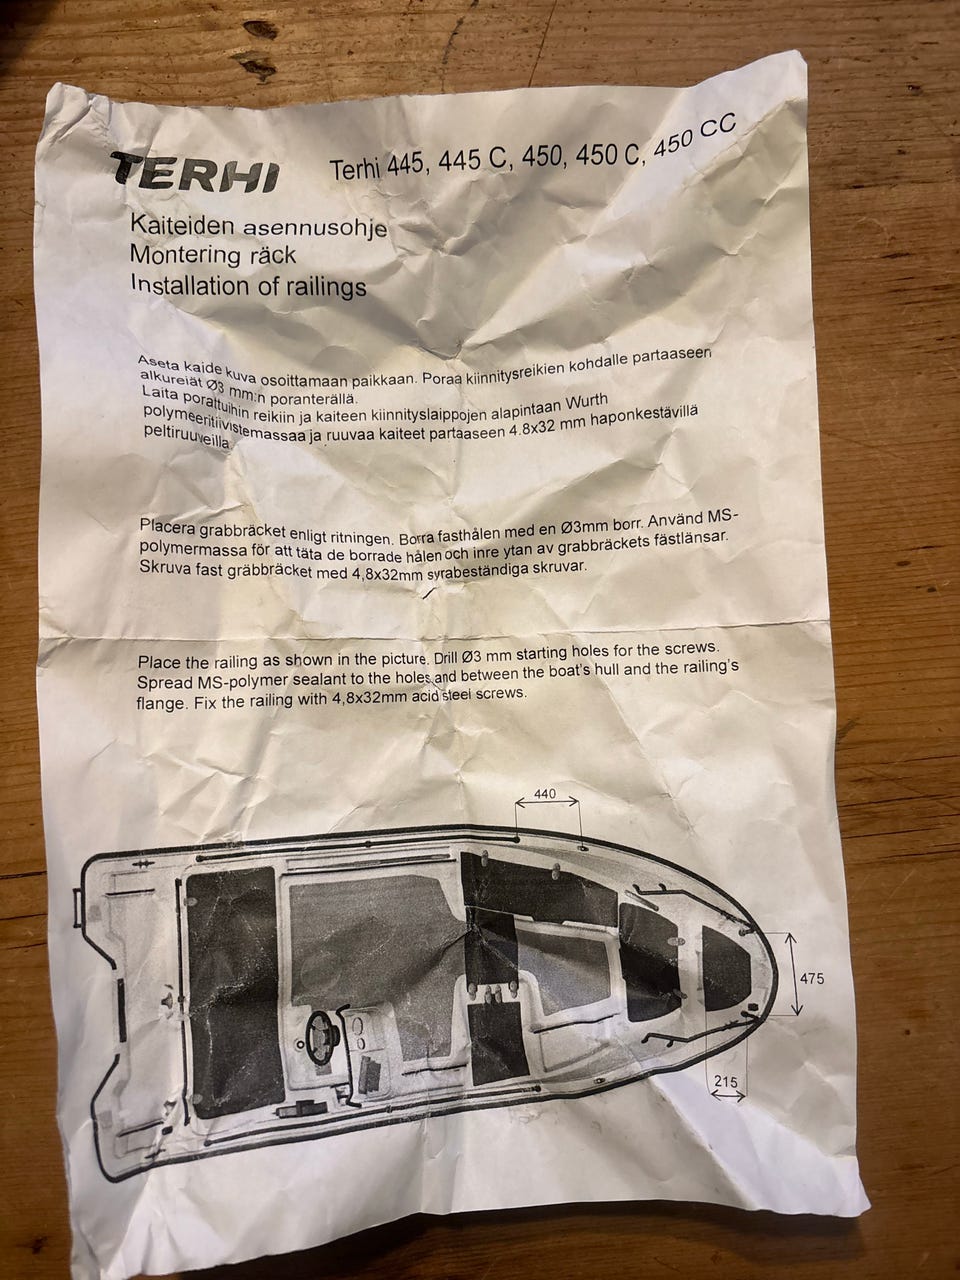 TERHI
Terhi 445, 445 C, 450, 450 C, 450 CC
Kaiteiden asennusohje
Montering räck
Installation of railings
Aseta kaide kuva osoittamaan paikkaan. Poraa kiinnitysreikien kohdalle partaaseen
alkureiät Ø3 mm:n poranterällä.
Laita porattuihin reikiin ja kaiteen kiinnityslaippojen alapintaan Wurth
polymeeritiivistemassaa ja ruuvaa kaiteet partaaseen 4.8x32 mm haponkestävillä
peltiruuveilla.
Placera grabbräcket enligt ritningen. Borra fasthålen med en Ø3mm borr. Använd MS-
polymermassa för att täta de borrade hålen och inre ytan av grabbräckets fästlänsar.
Skruva fast gräbbräcket med 4,8x32mm syrabeständiga skruvar.
Place the railing as shown in the picture. Drill Ø3 mm starting holes for the screws.
Spread MS-polymer sealant to the holes and between the boat's hull and the railing's
flange. Fix the railing with 4,8x32mm acid steel screws.
440
475
215